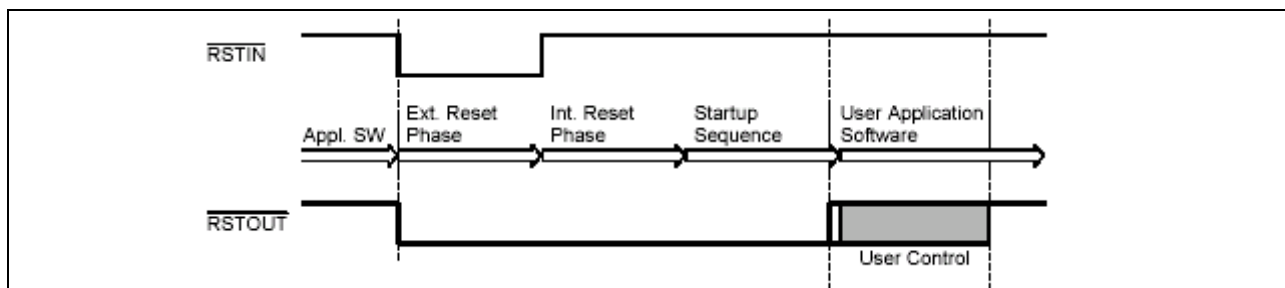 RSTIN
Appl. SW
Ext. Reset
Phase
Int. Reset
Phase
Startup
Sequence
User Application
Software
RSTOUT
User Control